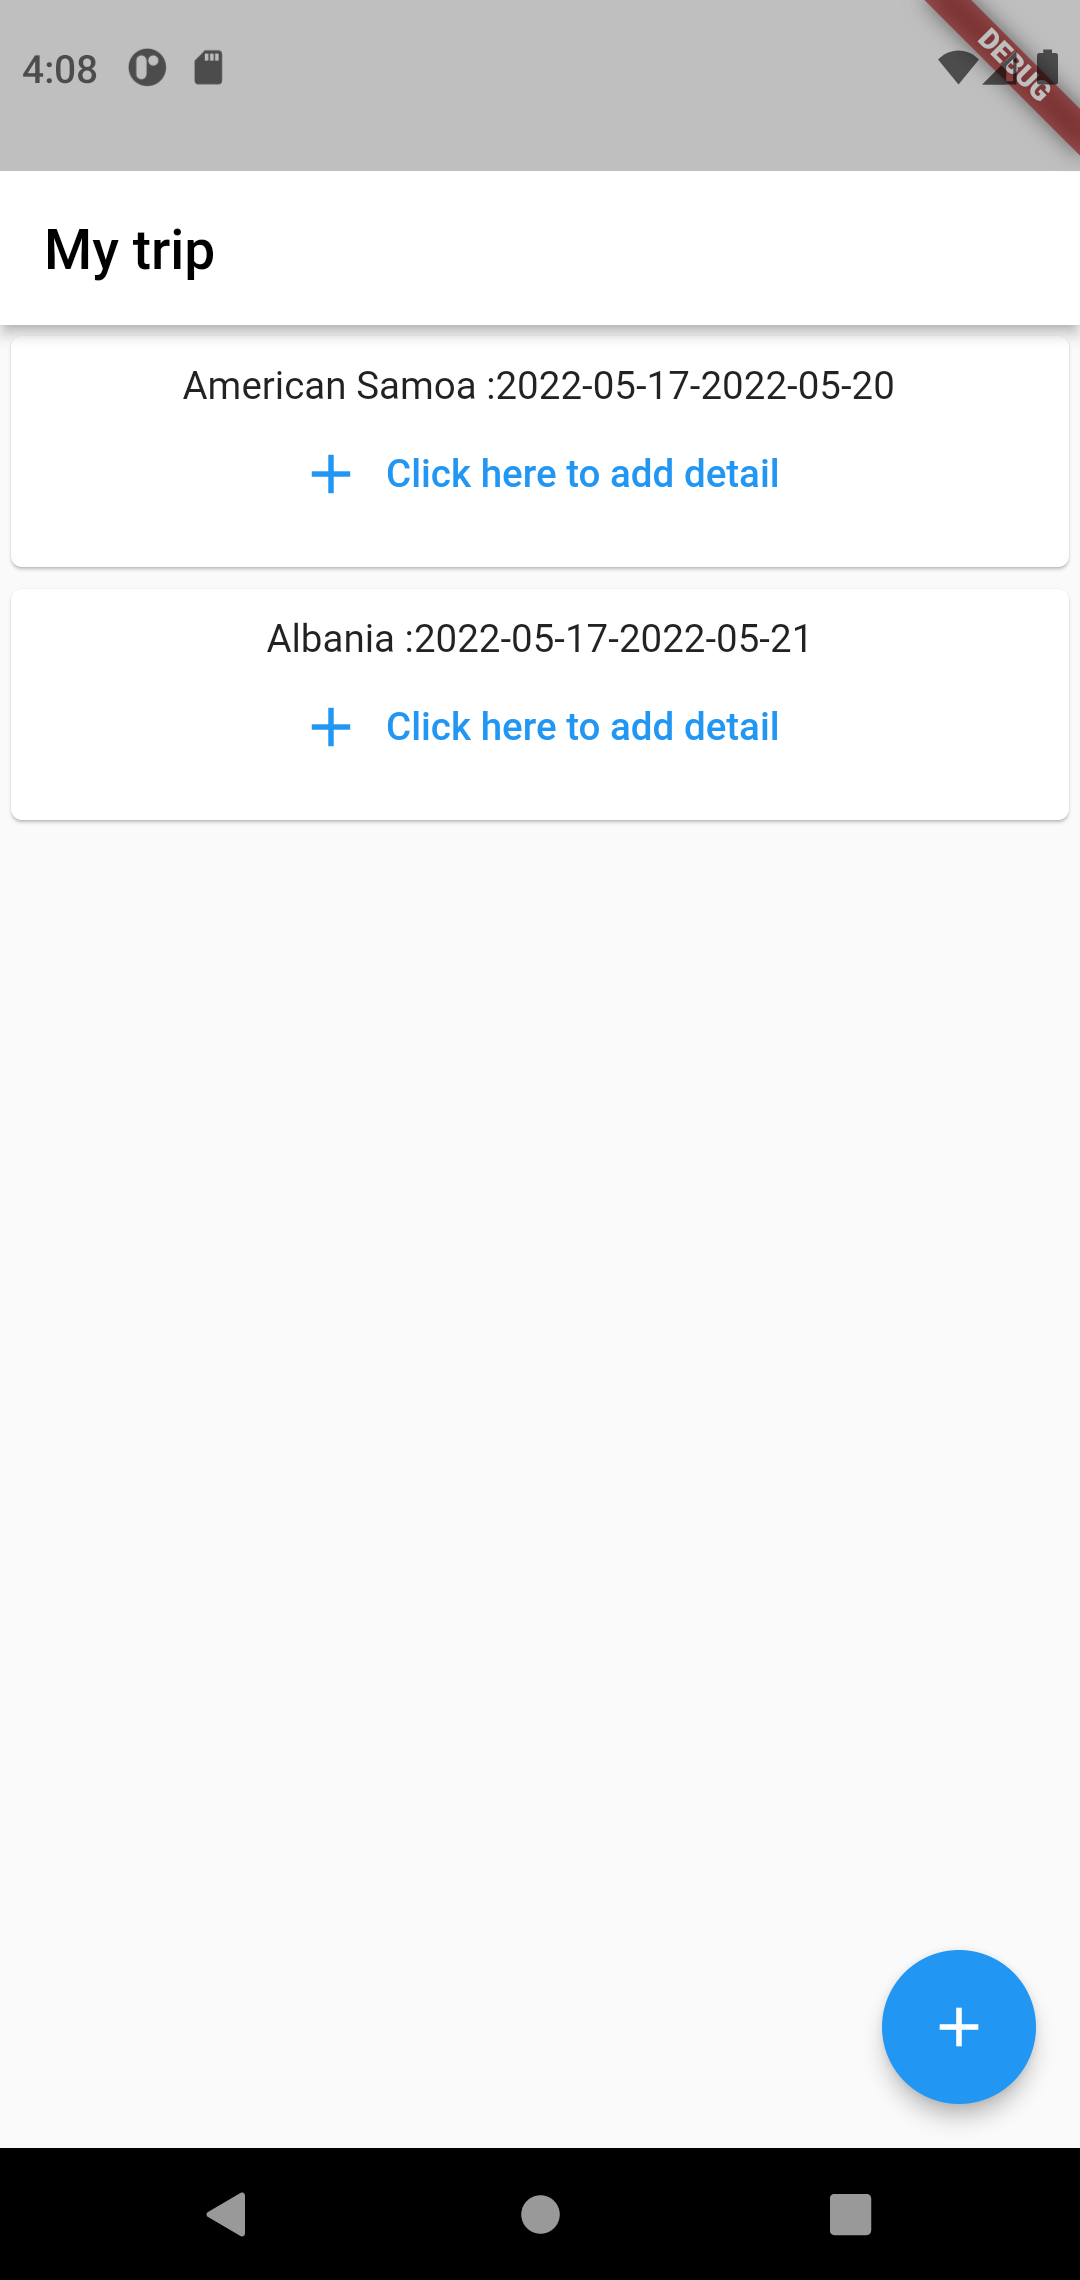 4:08
DEBUG
My trip
American Samoa :2022-05-17-2022-05-20
Click here to add detail
Albania :2022-05-17-2022-05-21
Click here to add detail